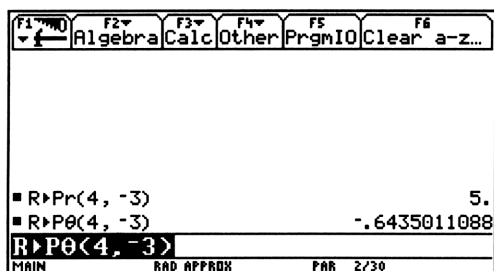 F1 F2 F3 F4 F5 F6
Algebra Calc Other PrgmIO Clear a-z…
▪ R▸Pr(4, ⁻3) 5.
▪ R▸Pθ(4, ⁻3) ⁻.6435011088
R▸Pθ(4,⁻3)
MAIN RAD APPROX PAR 2/30